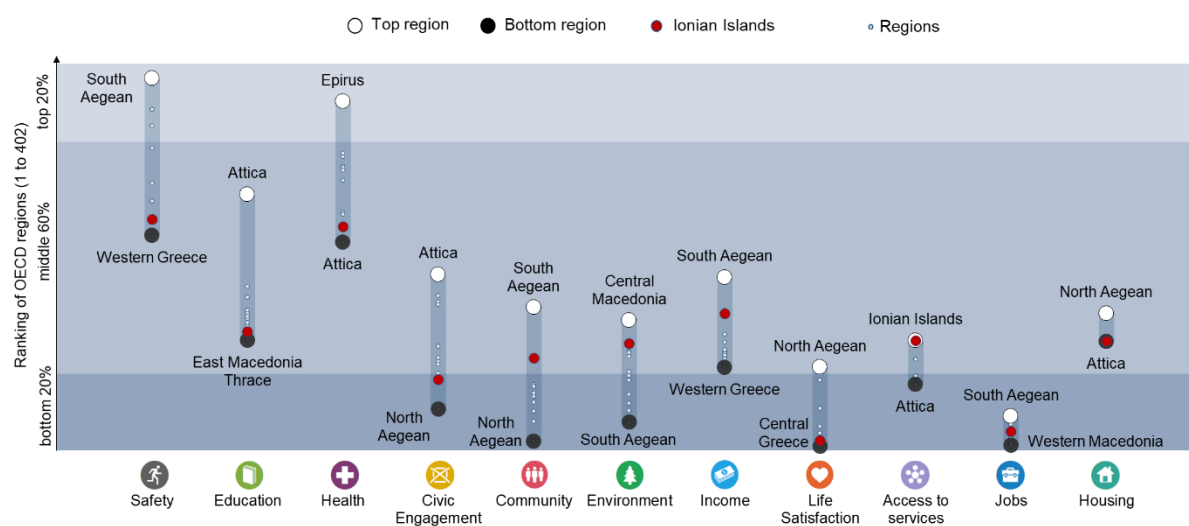 Top region
Bottom region
Ionian Islands
Regions
Ranking of OECD regions (1 to 402)
top 20%
middle 60%
bottom 20%
South
Aegean
Western Greece
Attica
East Macedonia
Thrace
Epirus
Attica
Attica
North
Aegean
South
Aegean
North
Aegean
Central
Macedonia
South Aegean
South Aegean
Western Greece
North Aegean
Central
Greece
Ionian Islands
Attica
South Aegean
Western Macedonia
North Aegean
Attica
Safety
Education
Health
Civic
Engagement
Community
Environment
Income
Life
Satisfaction
Access to
services
Jobs
Housing